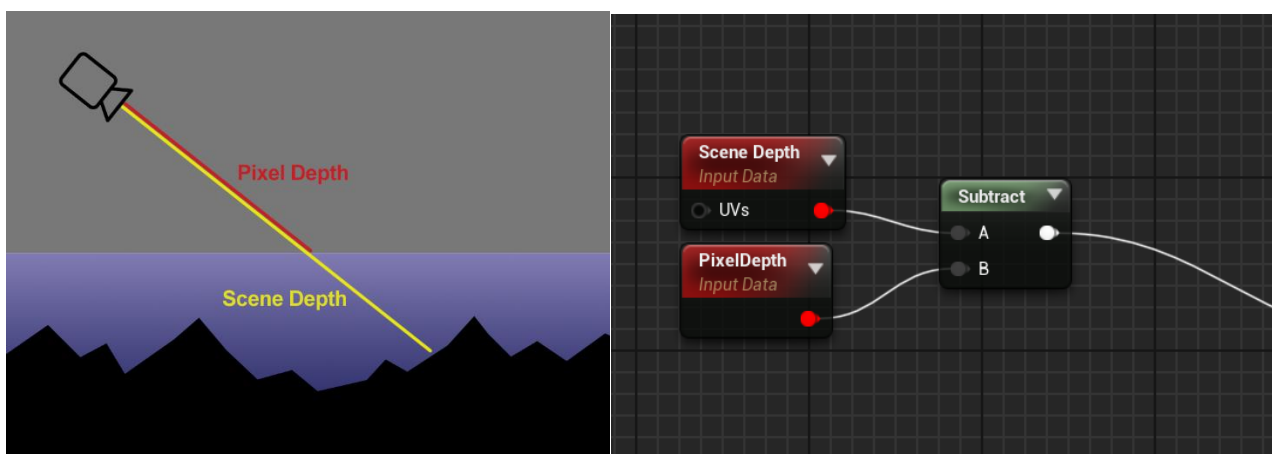 Pixel Depth
Scene Depth
Scene Depth
Input Data
UVs
PixelDepth
Input Data
Subtract
A
B